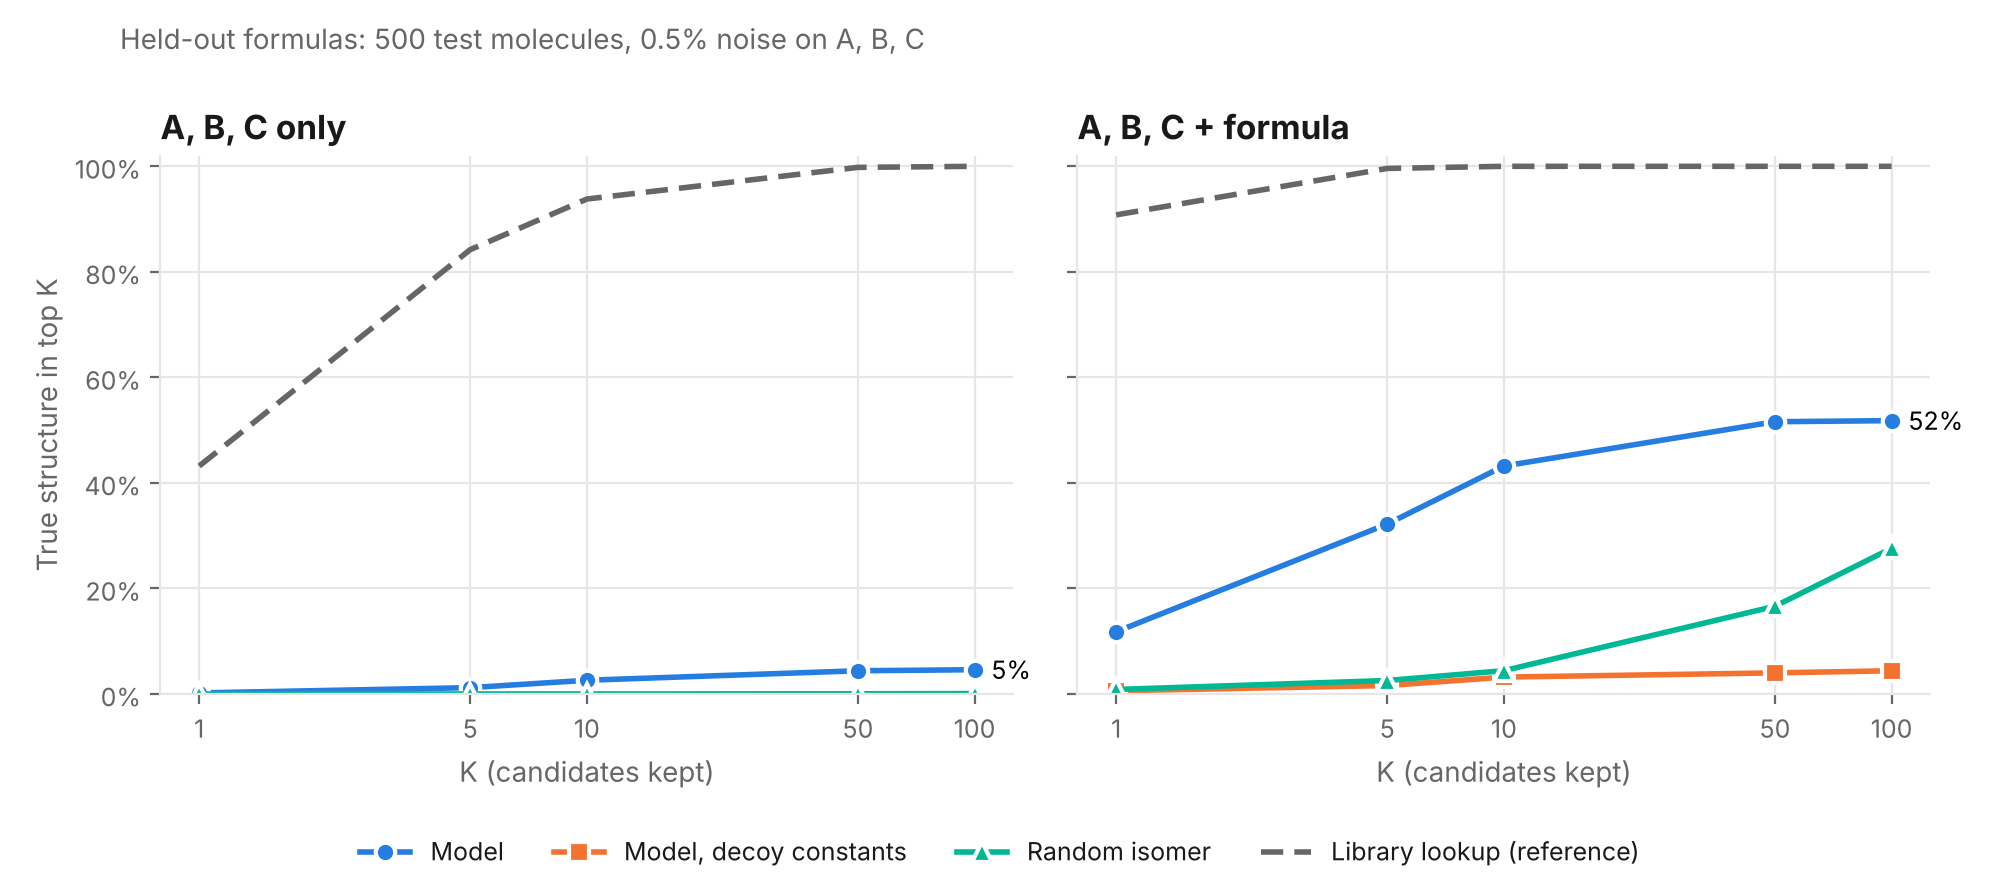 Held-out formulas: 500 test molecules, 0.5% noise on A, B, C
A, B, C only
A, B, C + formula
True structure in top K
100%
80%
60%
40%
20%
0%
5%
52%
1 5 10 50 100
1 5 10 50 100
K (candidates kept)
K (candidates kept)
Model
Model, decoy constants
Random isomer
Library lookup (reference)